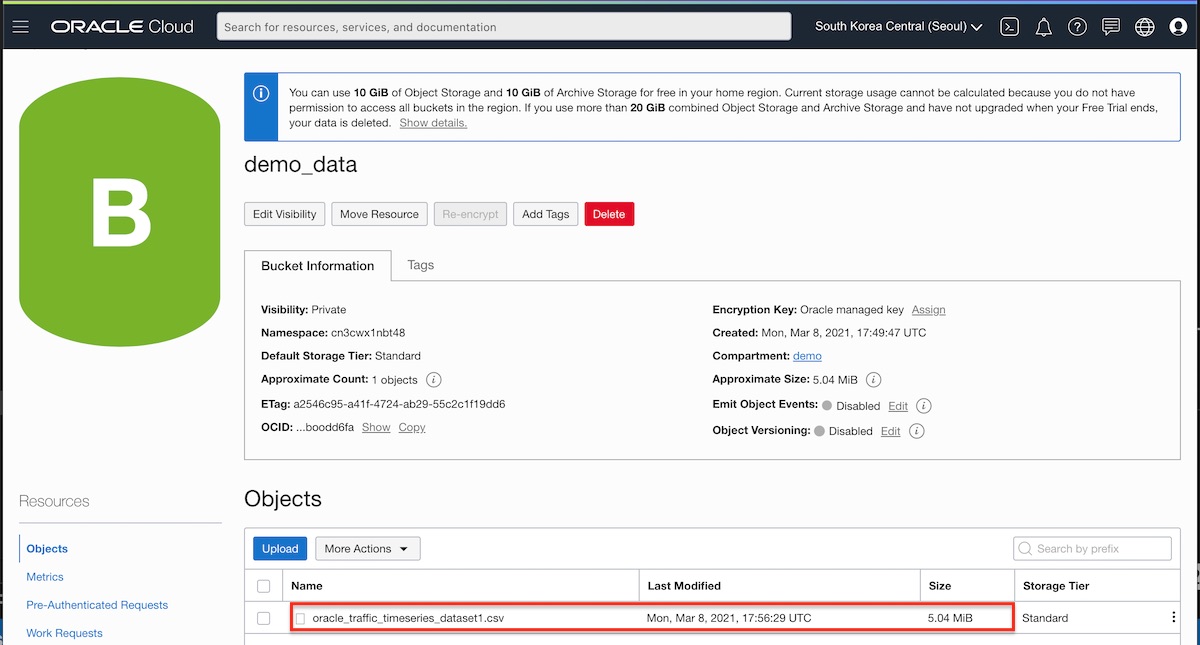 ORACLE Cloud
Search for resources, services, and documentation
South Korea Central (Seoul)
B
You can use 10 GiB of Object Storage and 10 GiB of Archive Storage for free in your home region. Current storage usage cannot be calculated because you do not have
permission to access all buckets in the region. If you use more than 20 GiB combined Object Storage and Archive Storage and have not upgraded when your Free Trial ends,
your data is deleted. Show details.
demo_data
Edit Visibility Move Resource Re-encrypt Add Tags Delete
Bucket Information Tags
Visibility: Private
Namespace: cn3cwx1nbt48
Default Storage Tier: Standard
Approximate Count: 1 objects
ETag: a2546c95-a41f-4724-ab29-55c2c1f19dd6
OCID: ...boodd6fa Show Copy
Encryption Key: Oracle managed key Assign
Created: Mon, Mar 8, 2021, 17:49:47 UTC
Compartment: demo
Approximate Size: 5.04 MiB
Emit Object Events: Disabled Edit
Object Versioning: Disabled Edit
Resources
Objects
Metrics
Pre-Authenticated Requests
Work Requests
Objects
Upload More Actions Search by prefix
Name Last Modified Size Storage Tier
oracle_traffic_timeseries_dataset1.csv Mon, Mar 8, 2021, 17:56:29 UTC 5.04 MiB Standard